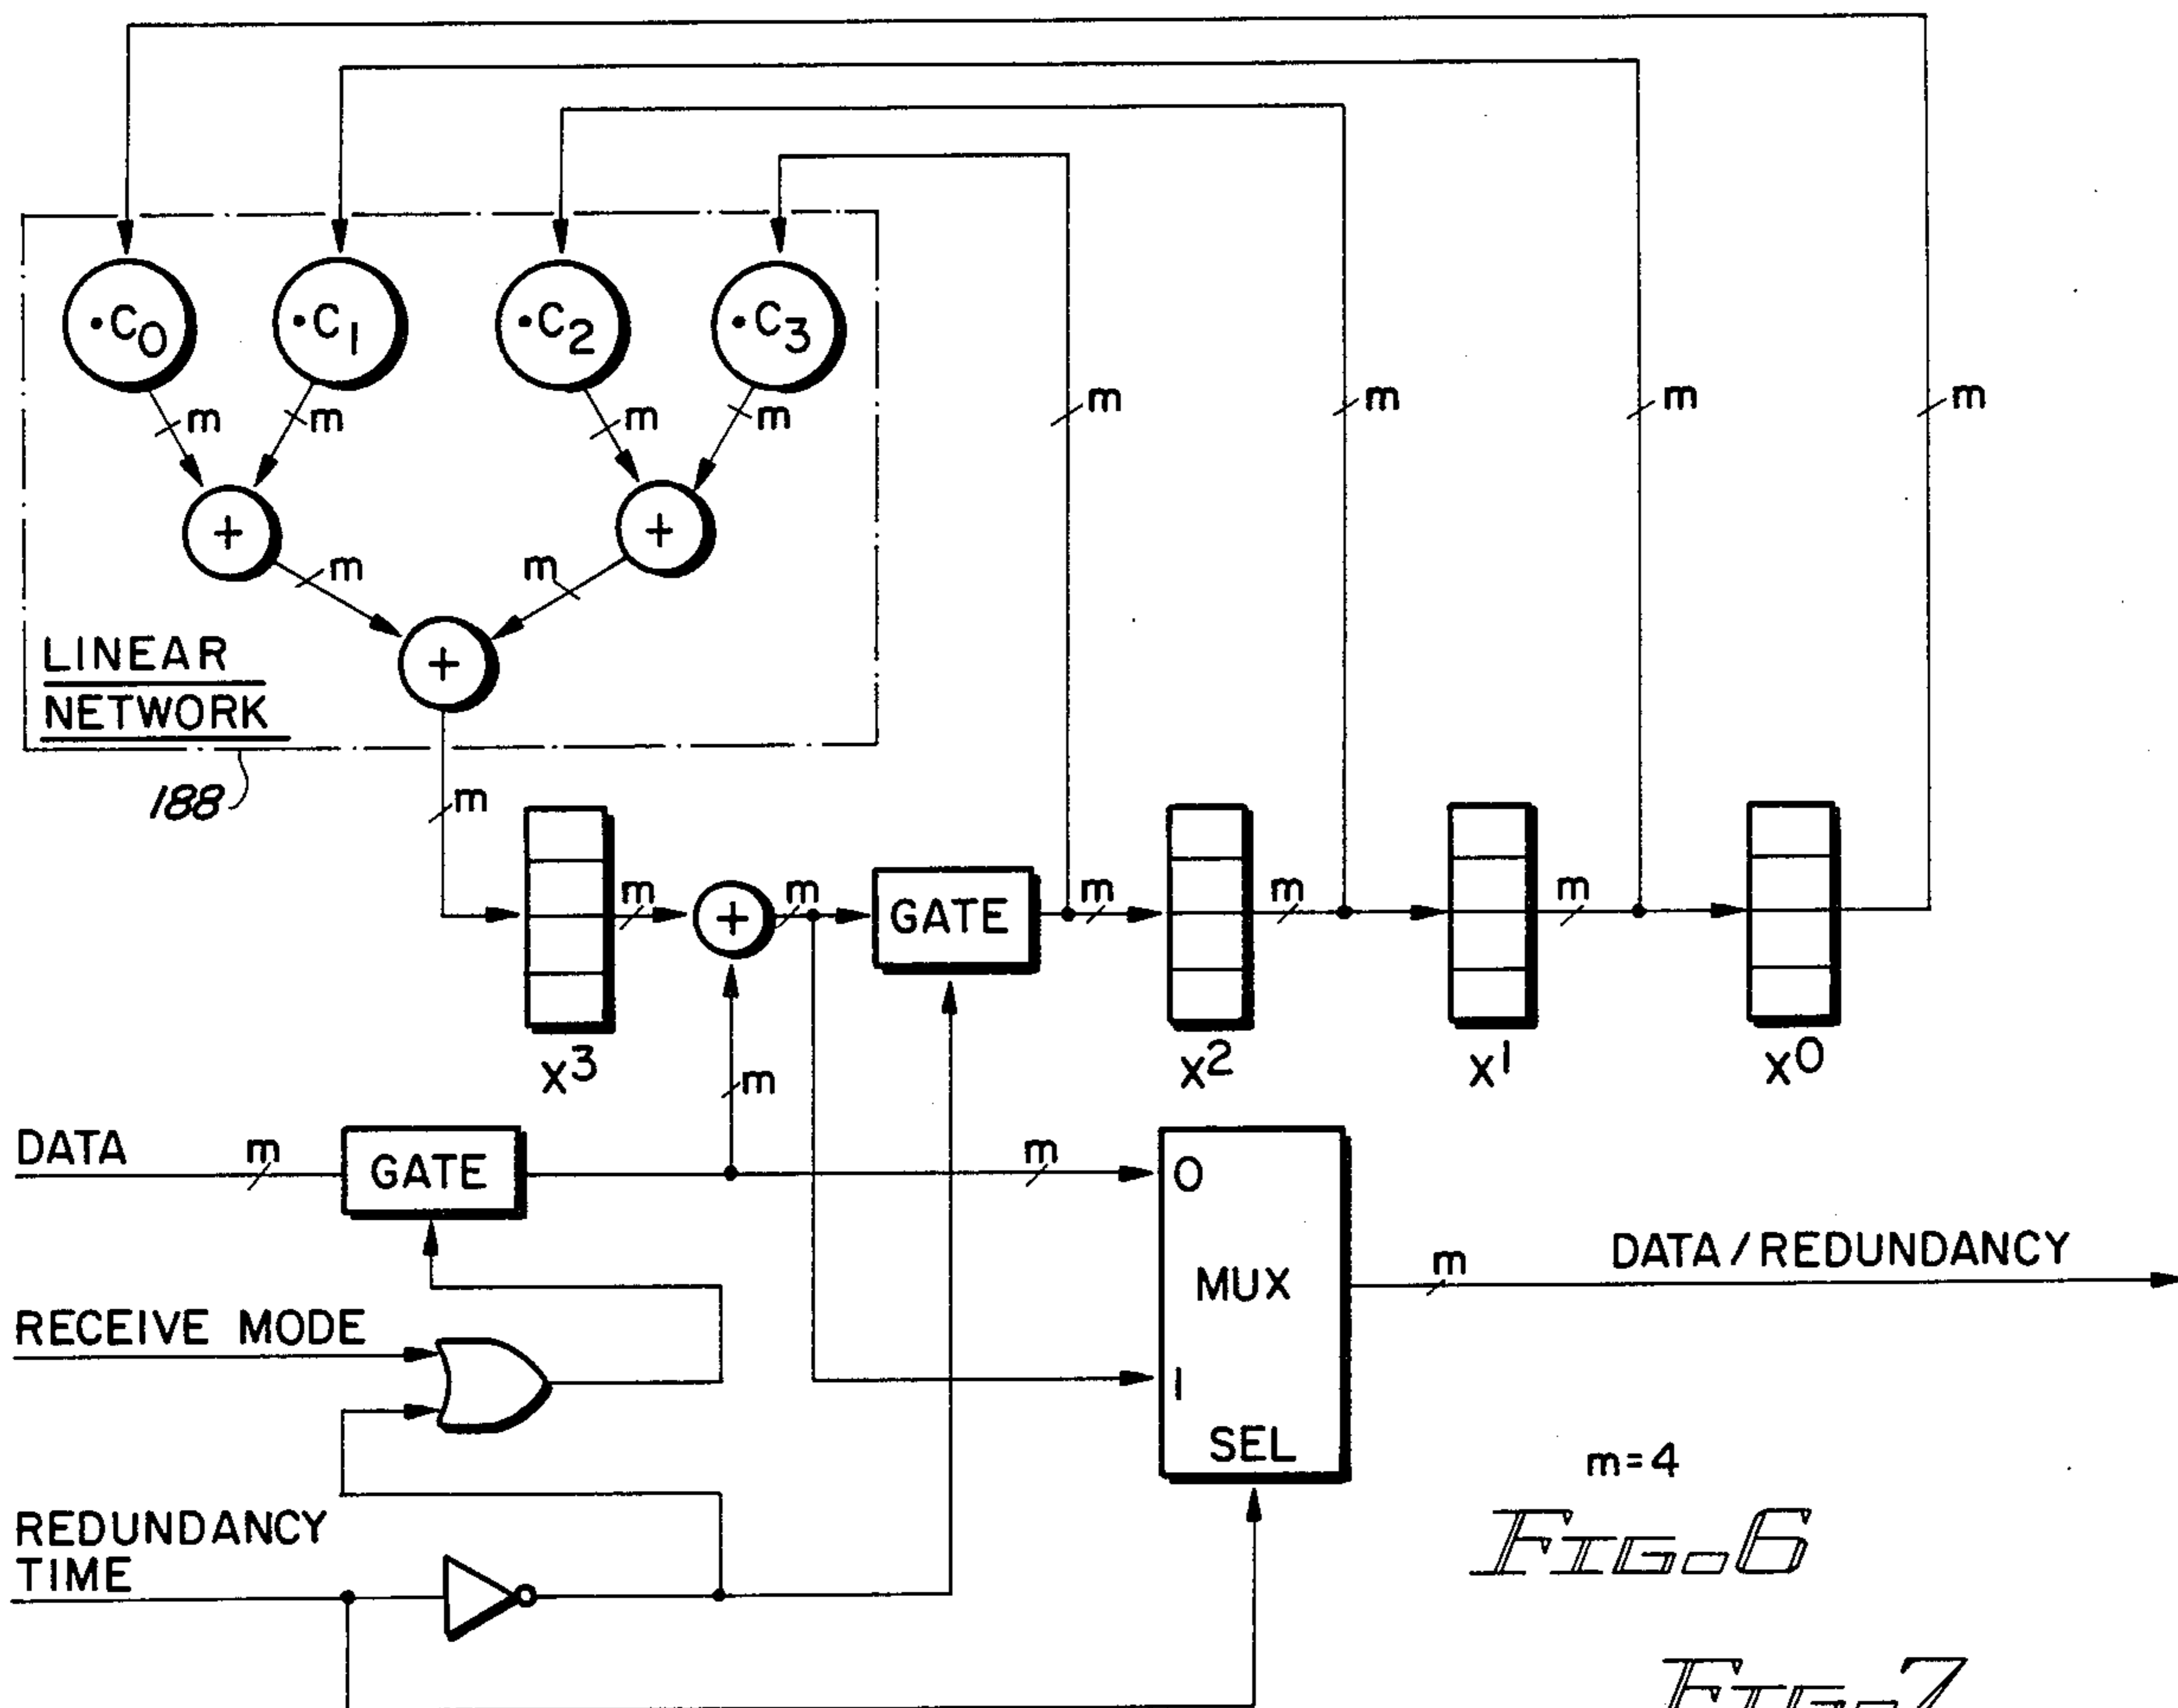 •C0 •C1 •C2 •C3
m m m m m m m m
+ +
m m
+
LINEAR
NETWORK
188
m
m + m GATE m m m
X3 X2 X1 X0
m
DATA m GATE m 0
MUX m DATA / REDUNDANCY
RECEIVE MODE
1
SEL
m=4
REDUNDANCY
TIME
FIG. 6
FIG. 7